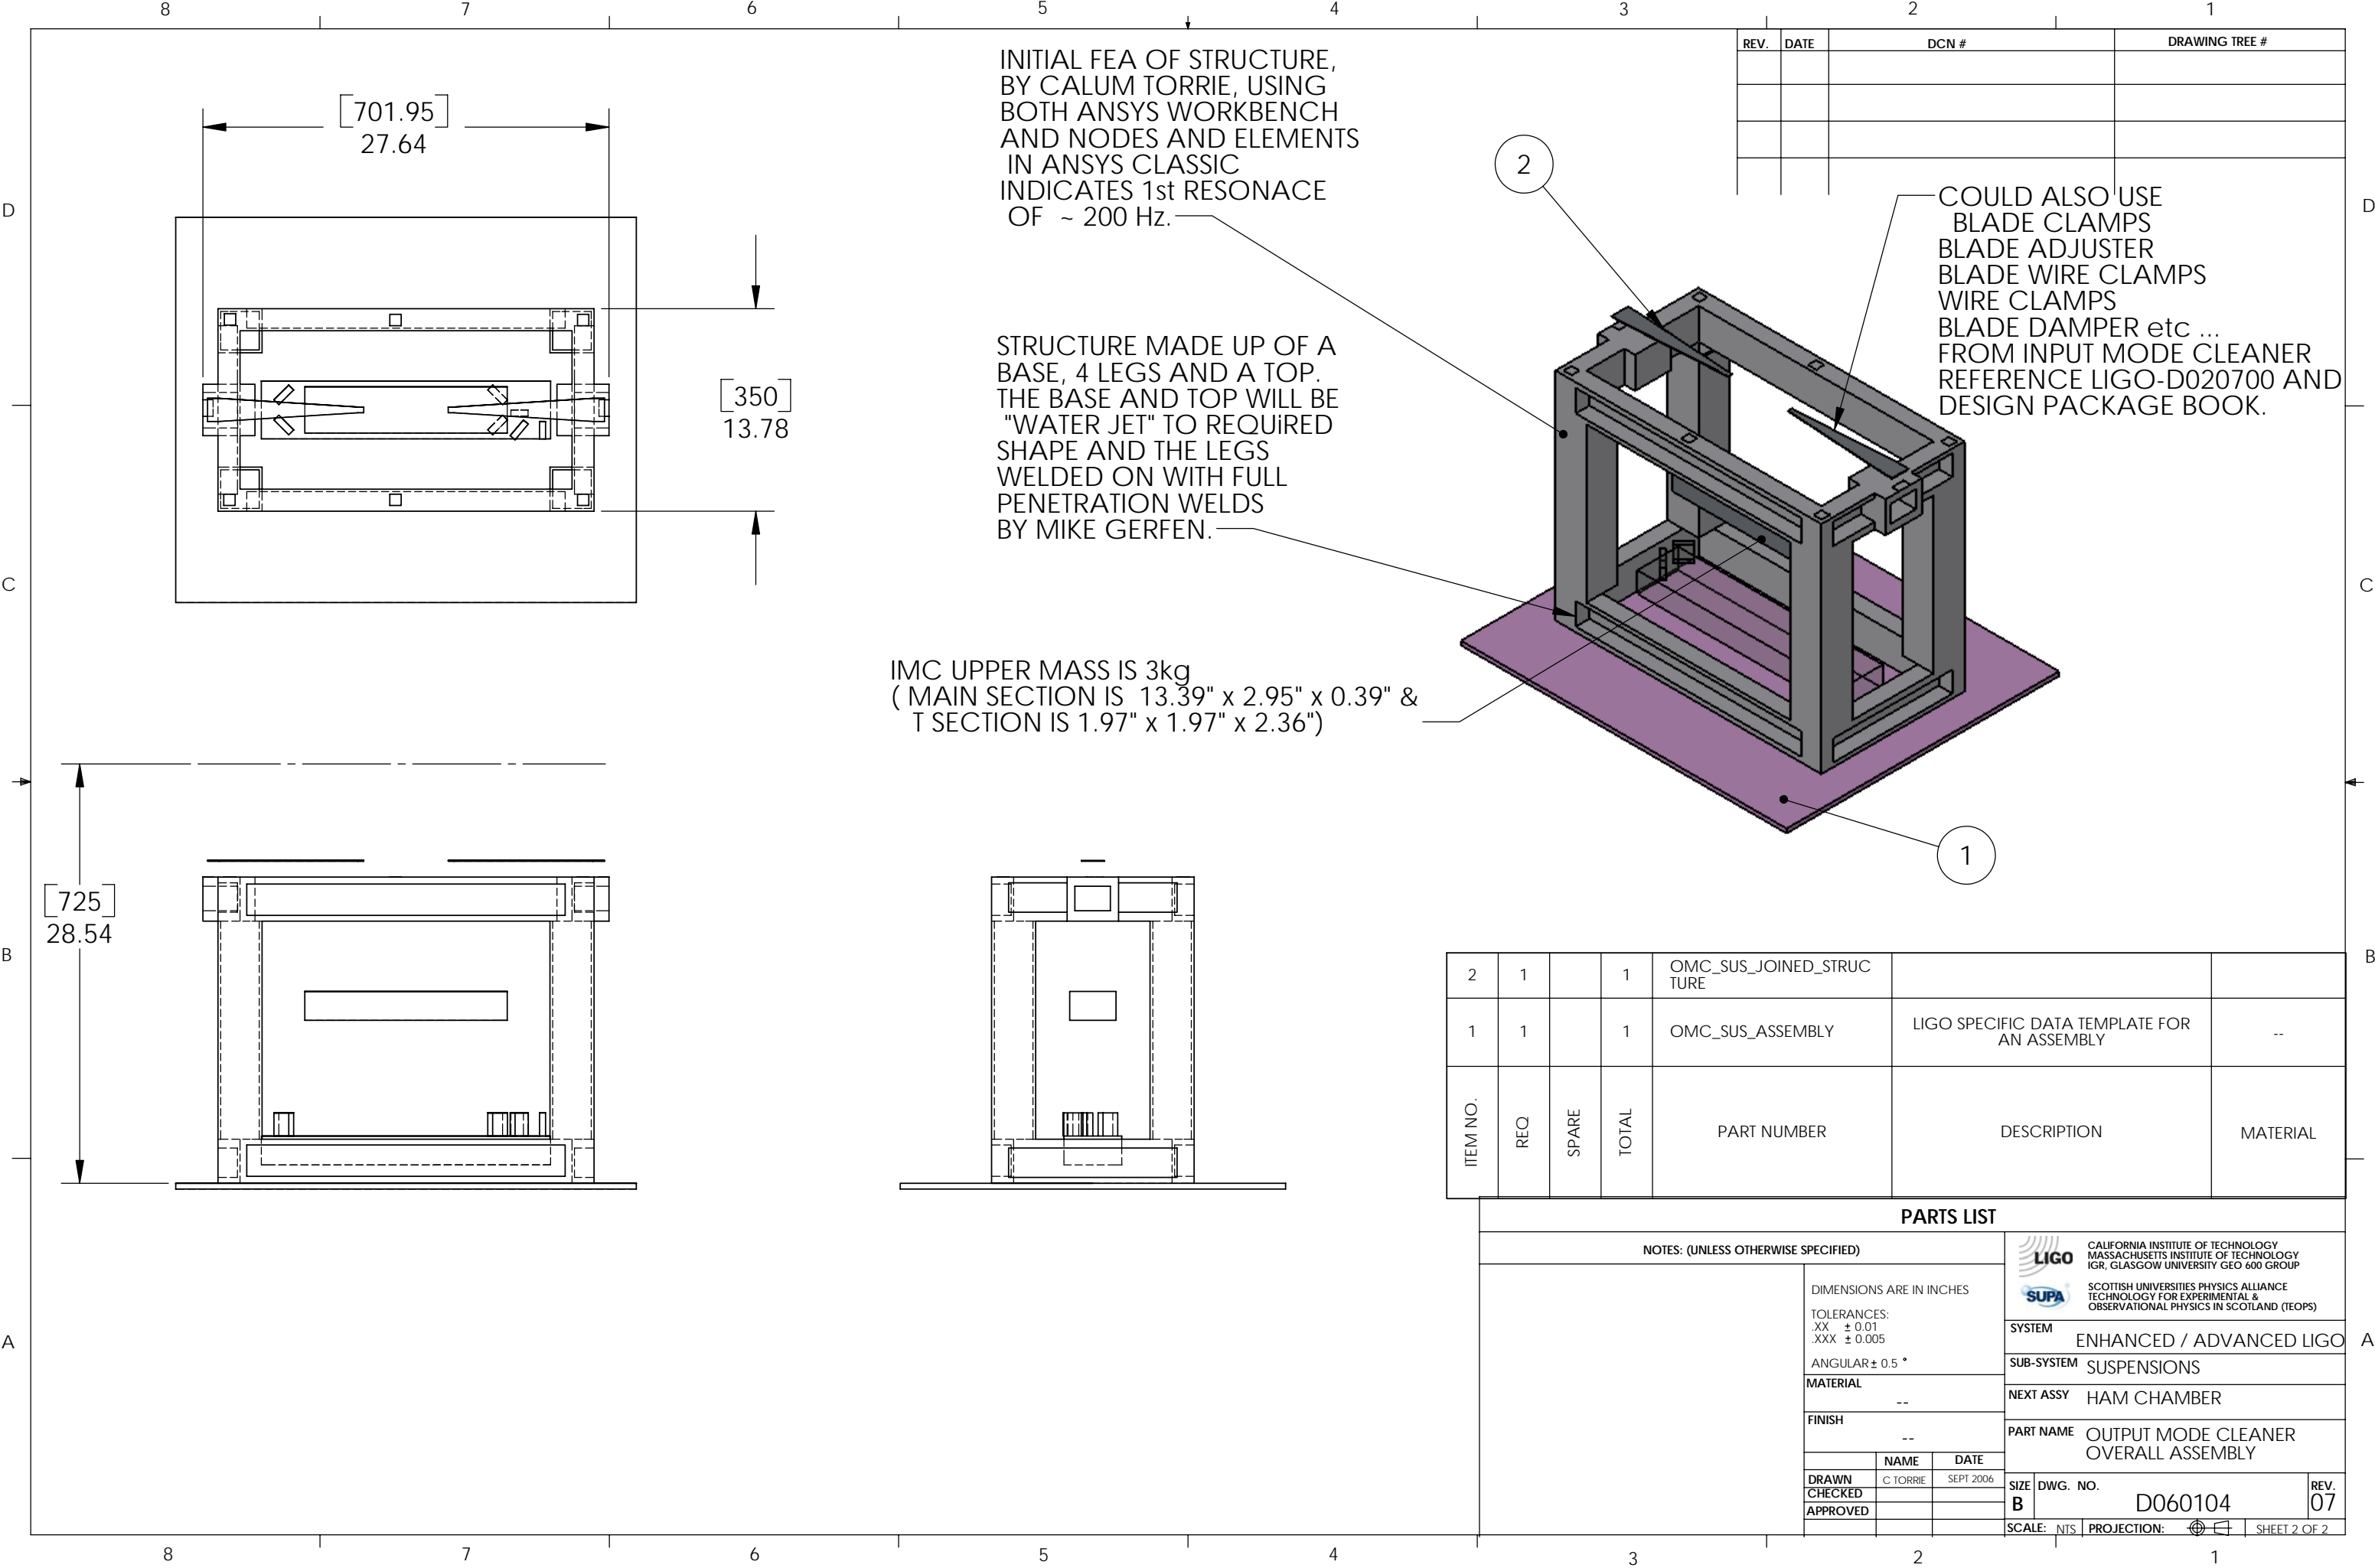 8 7 6 5 4 3 2 1
REV. DATE DCN # DRAWING TREE #
D
D
C
C
B
B
A
A
[701.95]
27.64
[350]
13.78
[725]
28.54
INITIAL FEA OF STRUCTURE,
BY CALUM TORRIE, USING
BOTH ANSYS WORKBENCH
AND NODES AND ELEMENTS
IN ANSYS CLASSIC
INDICATES 1st RESONACE
OF ~ 200 Hz.
STRUCTURE MADE UP OF A
BASE, 4 LEGS AND A TOP.
THE BASE AND TOP WILL BE
"WATER JET" TO REQUiRED
SHAPE AND THE LEGS
WELDED ON WITH FULL
PENETRATION WELDS
BY MIKE GERFEN.
IMC UPPER MASS IS 3kg
( MAIN SECTION IS 13.39" x 2.95" x 0.39" &
T SECTION IS 1.97" x 1.97" x 2.36")
2
COULD ALSO USE
BLADE CLAMPS
BLADE ADJUSTER
BLADE WIRE CLAMPS
WIRE CLAMPS
BLADE DAMPER etc ...
FROM INPUT MODE CLEANER
REFERENCE LIGO-D020700 AND
DESIGN PACKAGE BOOK.
1
2 1 1 OMC_SUS_JOINED_STRUC
TURE
1 1 1 OMC_SUS_ASSEMBLY LIGO SPECIFIC DATA TEMPLATE FOR
AN ASSEMBLY --
ITEM NO. REQ SPARE TOTAL PART NUMBER DESCRIPTION MATERIAL
PARTS LIST
NOTES: (UNLESS OTHERWISE SPECIFIED)
DIMENSIONS ARE IN INCHES
TOLERANCES:
.XX ± 0.01
.XXX ± 0.005
ANGULAR ± 0.5 °
MATERIAL
--
FINISH
--
NAME DATE
DRAWN C TORRIE SEPT 2006
CHECKED
APPROVED
LIGO
CALIFORNIA INSTITUTE OF TECHNOLOGY
MASSACHUSETTS INSTITUTE OF TECHNOLOGY
IGR, GLASGOW UNIVERSITY GEO 600 GROUP
SUPA
SCOTTISH UNIVERSITIES PHYSICS ALLIANCE
TECHNOLOGY FOR EXPERIMENTAL &
OBSERVATIONAL PHYSICS IN SCOTLAND (TEOPS)
SYSTEM ENHANCED / ADVANCED LIGO
SUB-SYSTEM SUSPENSIONS
NEXT ASSY HAM CHAMBER
PART NAME OUTPUT MODE CLEANER
OVERALL ASSEMBLY
SIZE DWG. NO. REV.
B D060104 07
SCALE: NTS PROJECTION: SHEET 2 OF 2
8 7 6 5 4 3 2 1